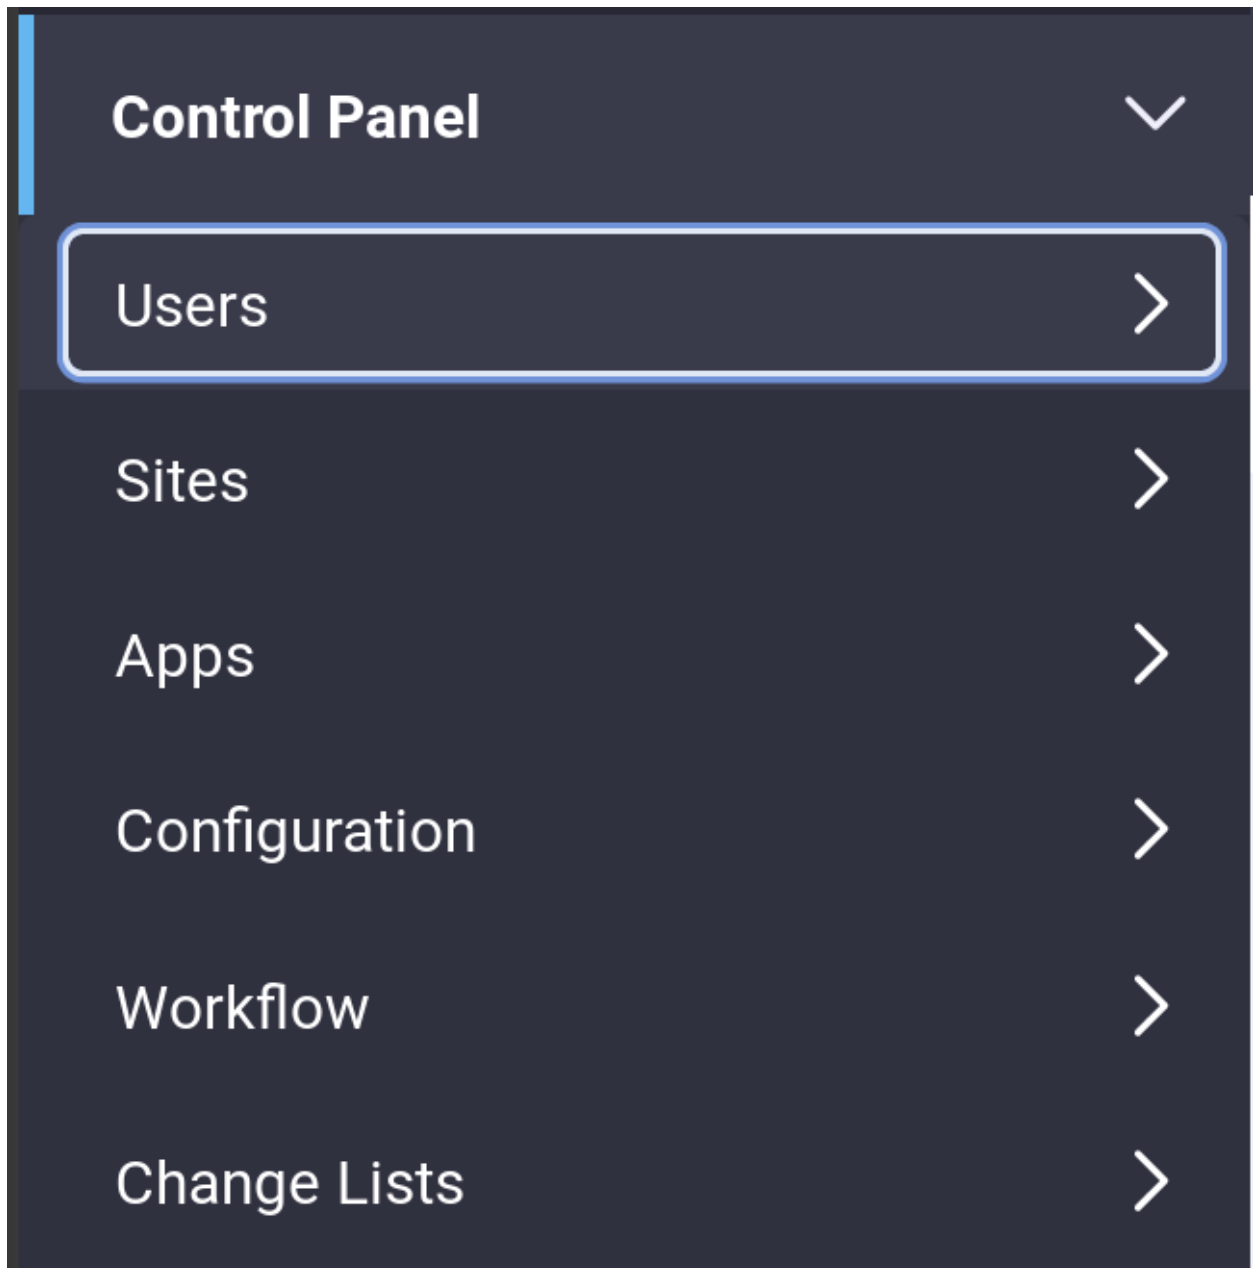 Control Panel
Users
Sites
Apps
Configuration
Workflow
Change Lists